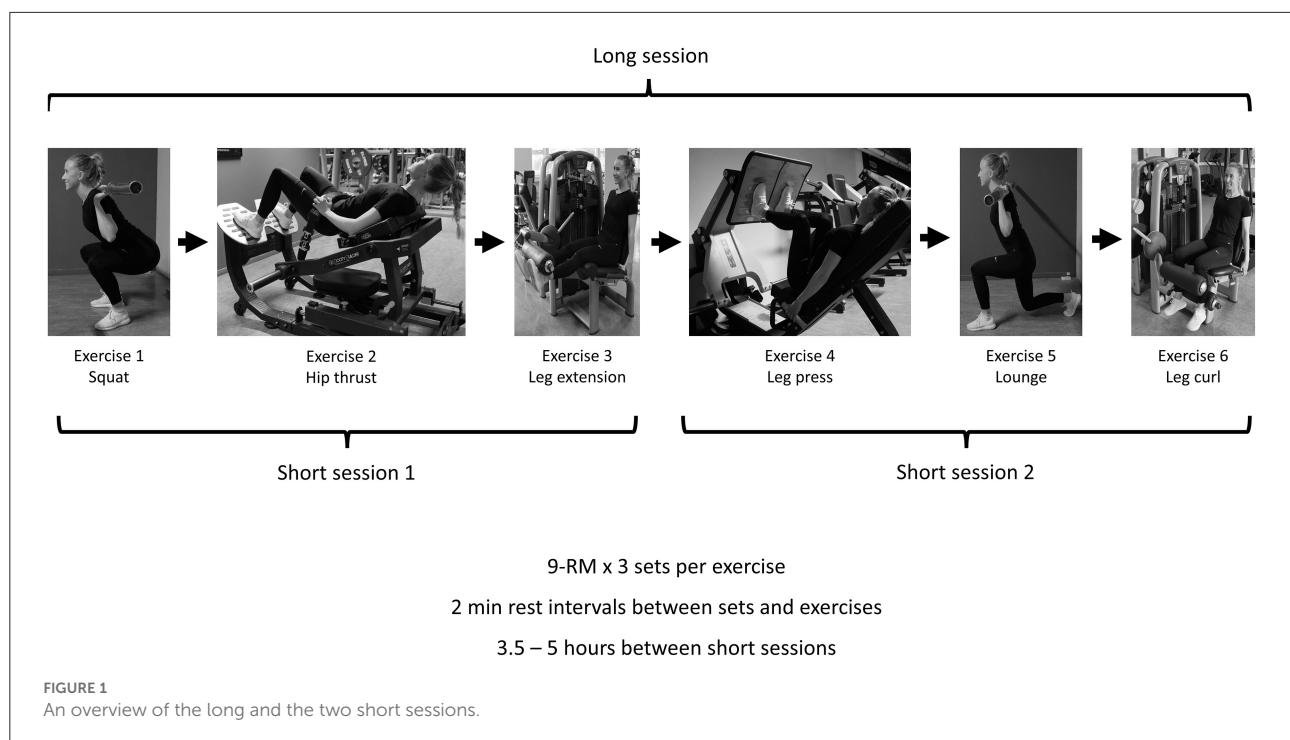 Long session
Exercise 1
Squat
Exercise 2
Hip thrust
Exercise 3
Leg extension
Exercise 4
Leg press
Exercise 5
Lounge
Exercise 6
Leg curl
Short session 1
Short session 2
9-RM x 3 sets per exercise
2 min rest intervals between sets and exercises
3.5 – 5 hours between short sessions
FIGURE 1
An overview of the long and the two short sessions.